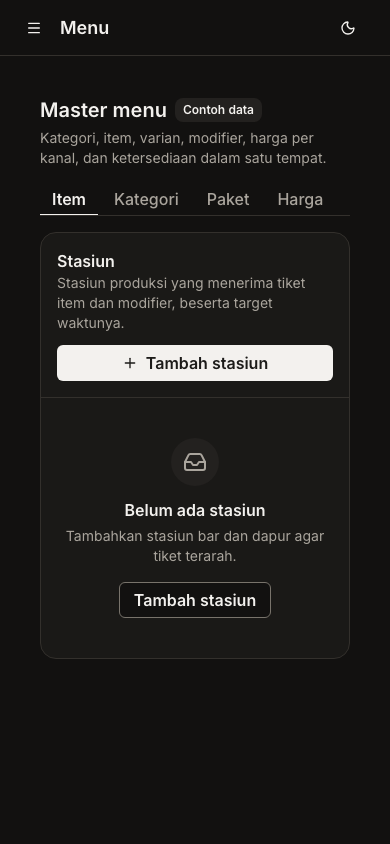 Menu
Master menu Contoh data
Kategori, item, varian, modifier, harga per
kanal, dan ketersediaan dalam satu tempat.
Item Kategori Paket Harga
Stasiun
Stasiun produksi yang menerima tiket
item dan modifier, beserta target
waktunya.
+ Tambah stasiun
Belum ada stasiun
Tambahkan stasiun bar dan dapur agar
tiket terarah.
Tambah stasiun